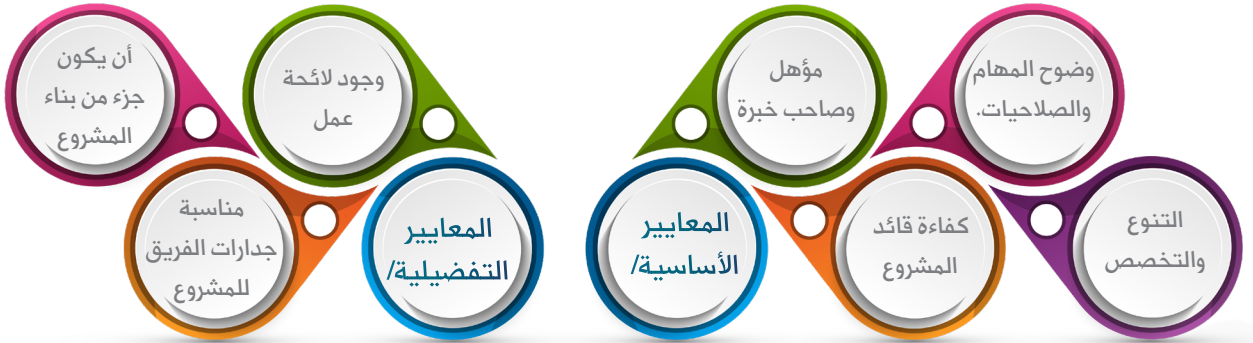 المعايير
الأساسية/
مؤهل
وصاحب خبرة
كفاءة قائد
المشروع
وضوح المهام
والصلاحيات.
التنوع
والتخصص
المعايير
التفضيلية/
وجود لائحة
عمل
مناسبة
جدارات الفريق
للمشروع
أن يكون
جزء من بناء
المشروع